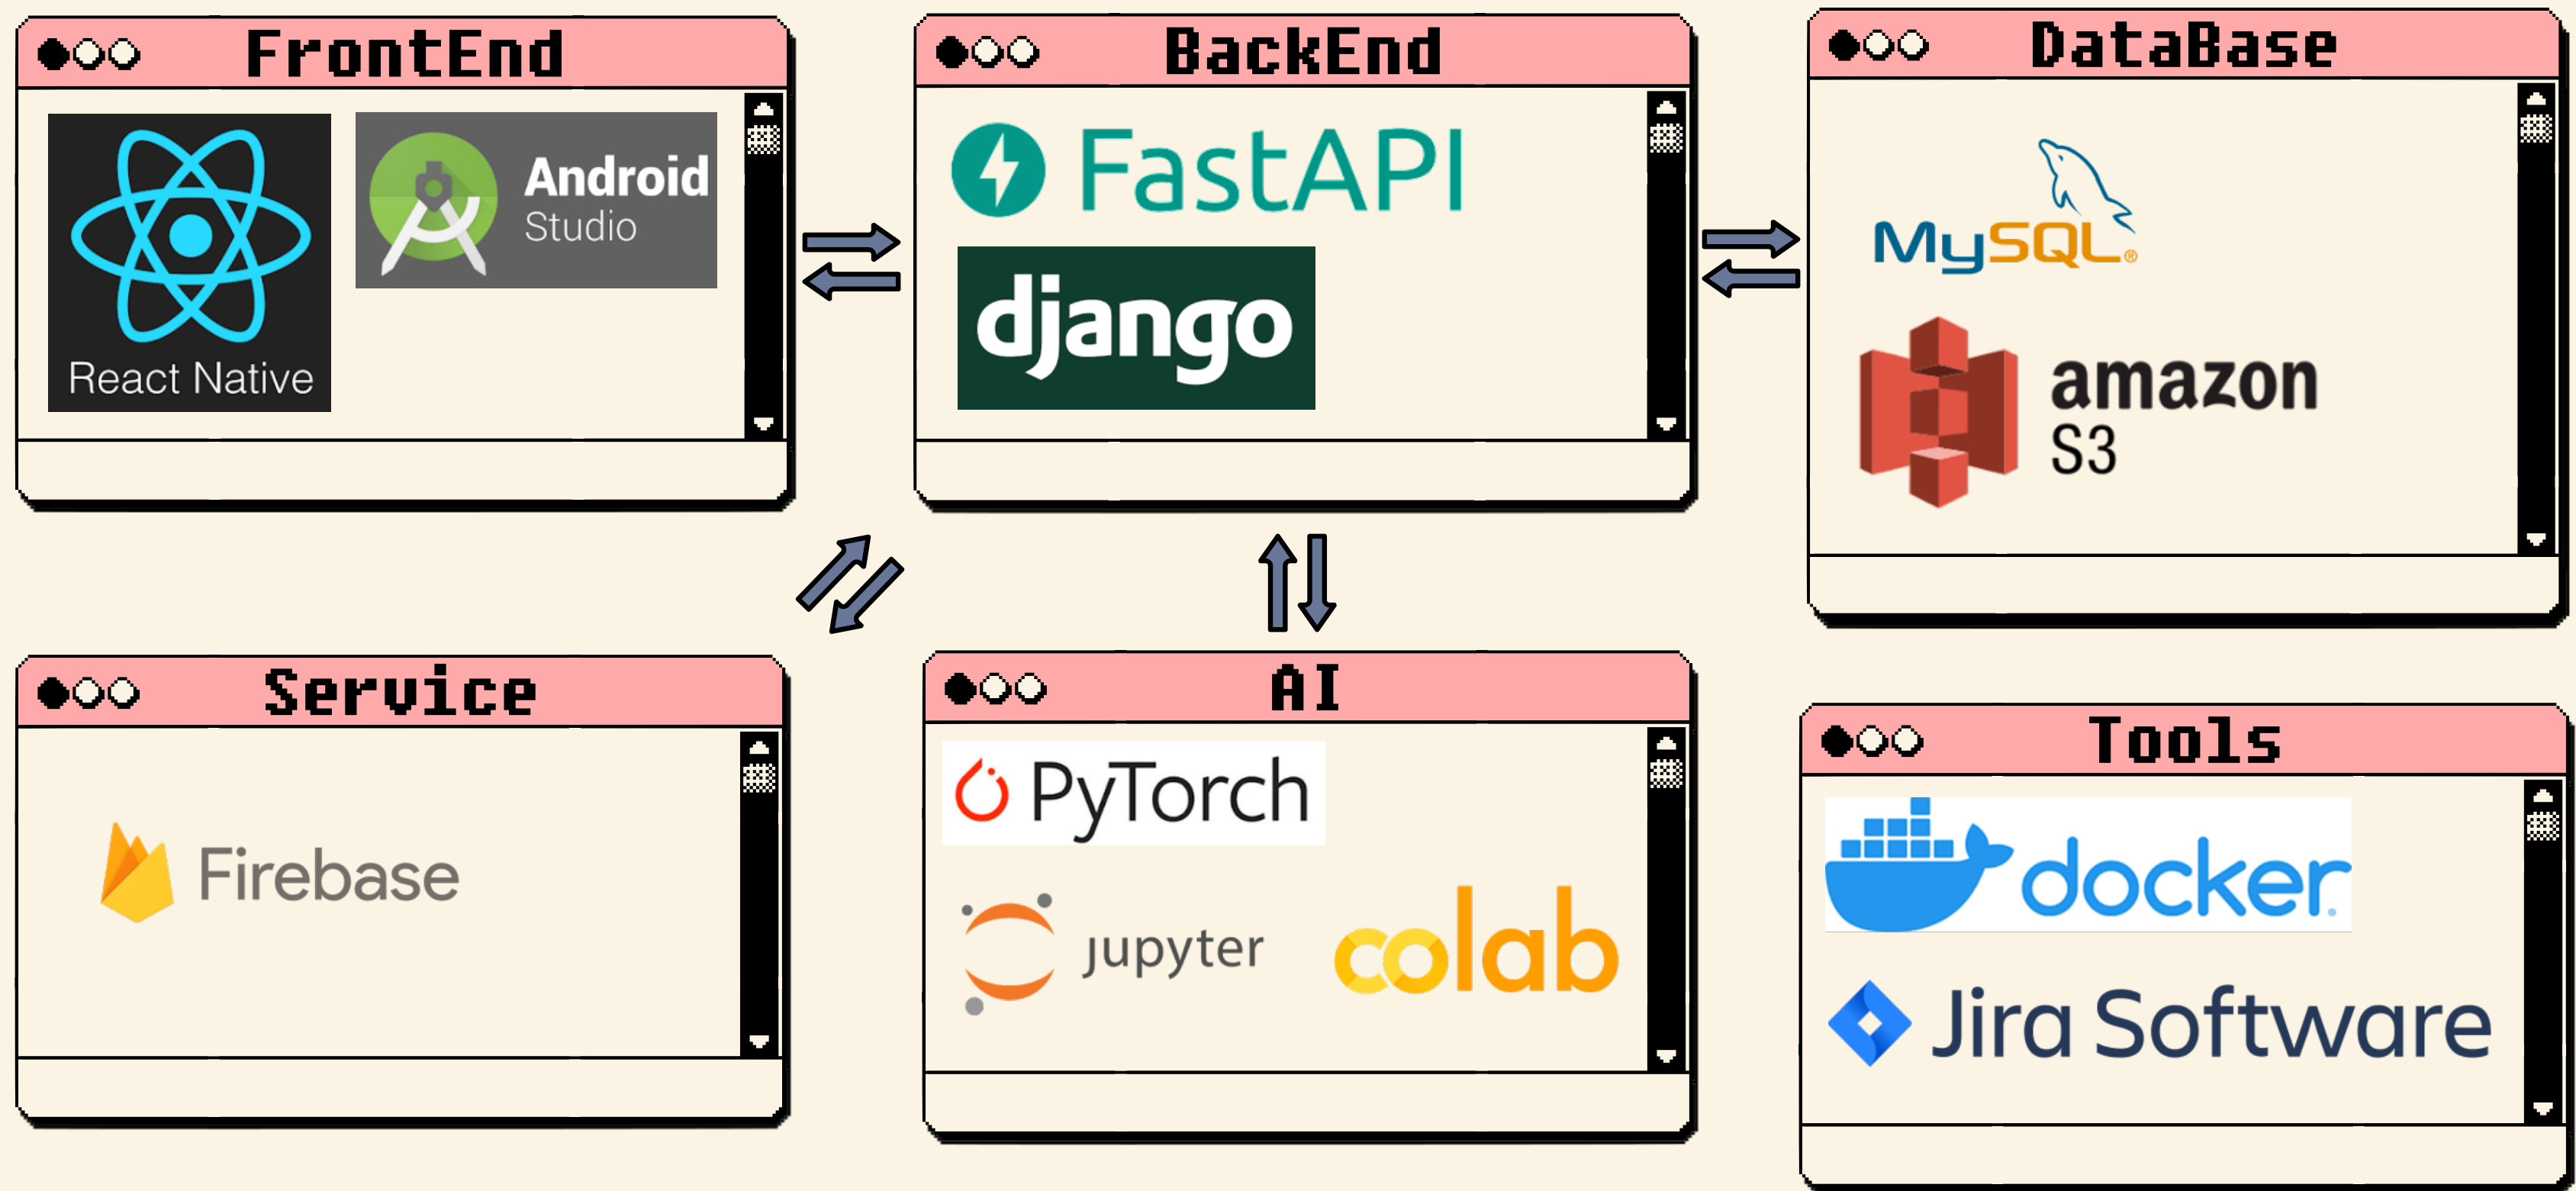 FrontEnd
React Native
Android
Studio
BackEnd
FastAPI
django
DataBase
MySQL®
amazon
S3
Service
Firebase
AI
PyTorch
jupyter
colab
Tools
docker
Jira Software